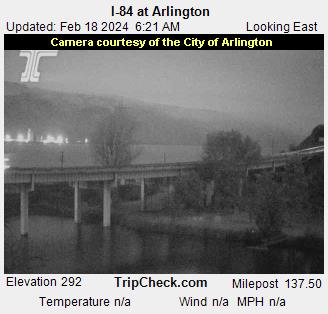 I-84 at Arlington
Updated: Feb 18 2024 6:21 AM Looking East
Camera courtesy of the City of Arlington
Elevation 292 TripCheck.com Milepost 137.50
Temperature n/a Wind n/a MPH n/a